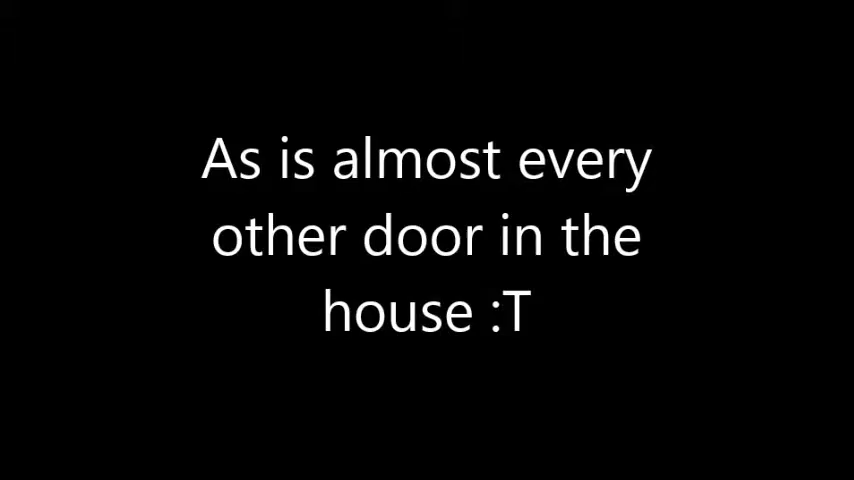 As is almost every
other door in the
house :T